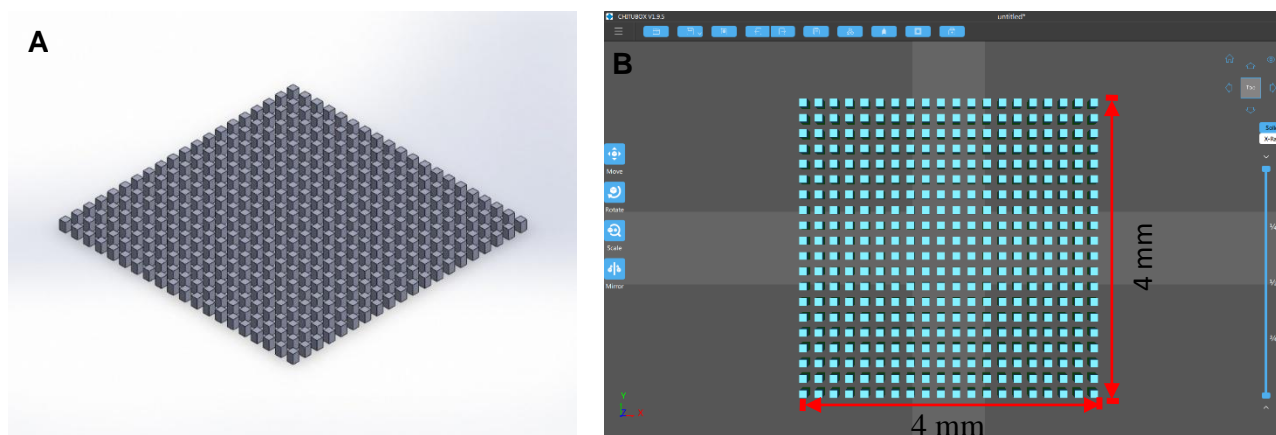 A
CHITUBOX V1.9.5
untitled*
B
Move
Rotate
Scale
Mirror
Y
Z X
4 mm
4 mm